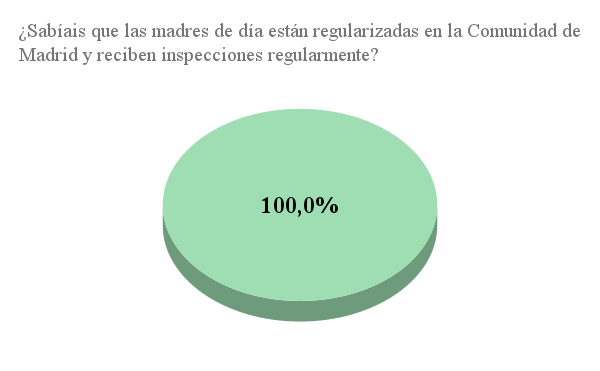 ¿Sabíais que las madres de día están regularizadas en la Comunidad de
Madrid y reciben inspecciones regularmente?
100,0%